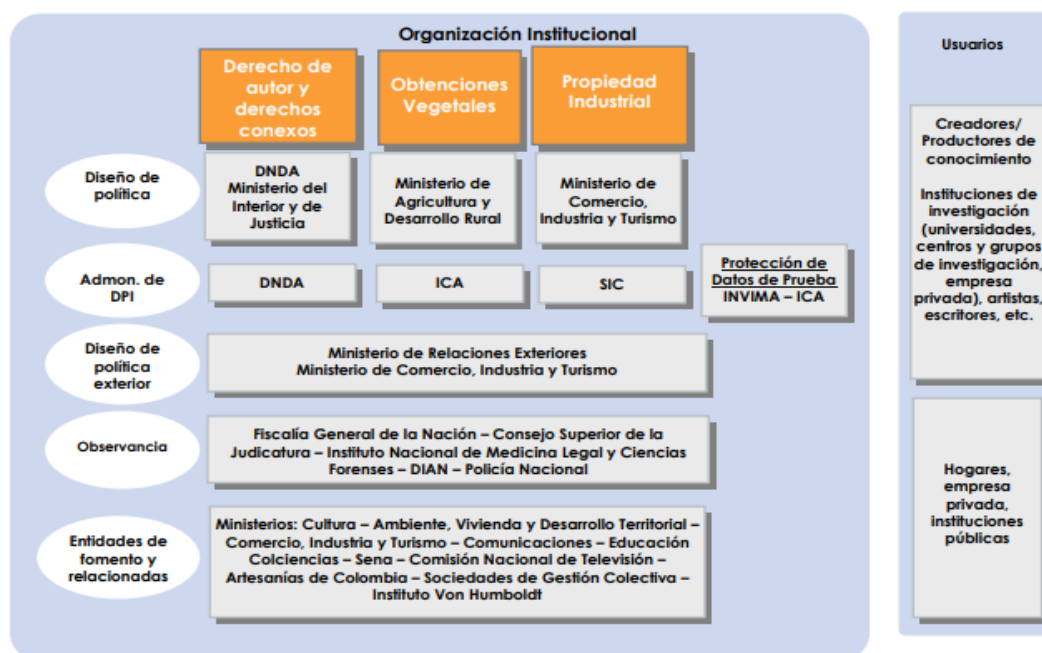 Organización Institucional
Derecho de
autor y
derechos
conexos
Obtenciones
Vegetales
Propiedad
Industrial
Diseño de
política
DNDA
Ministerio del
Interior y de
Justicia
Ministerio de
Agricultura y
Desarrollo Rural
Ministerio de
Comercio,
Industria y Turismo
Admon. de
DPI
DNDA
ICA
SIC
Protección de
Datos de Prueba
INVIMA – ICA
Diseño de
política
exterior
Ministerio de Relaciones Exteriores
Ministerio de Comercio, Industria y Turismo
Observancia
Fiscalía General de la Nación – Consejo Superior de la
Judicatura – Instituto Nacional de Medicina Legal y Ciencias
Forenses – DIAN – Policía Nacional
Entidades de
fomento y
relacionadas
Ministerios: Cultura – Ambiente, Vivienda y Desarrollo Territorial –
Comercio, Industria y Turismo – Comunicaciones – Educación
Colciencias – Sena – Comisión Nacional de Televisión –
Artesanías de Colombia – Sociedades de Gestión Colectiva –
Instituto Von Humboldt
Usuarios
Creadores/
Productores de
conocimiento
Instituciones de
investigación
(universidades,
centros y grupos
de investigación,
empresa
privada), artistas,
escritores, etc.
Hogares,
empresa
privada,
instituciones
públicas